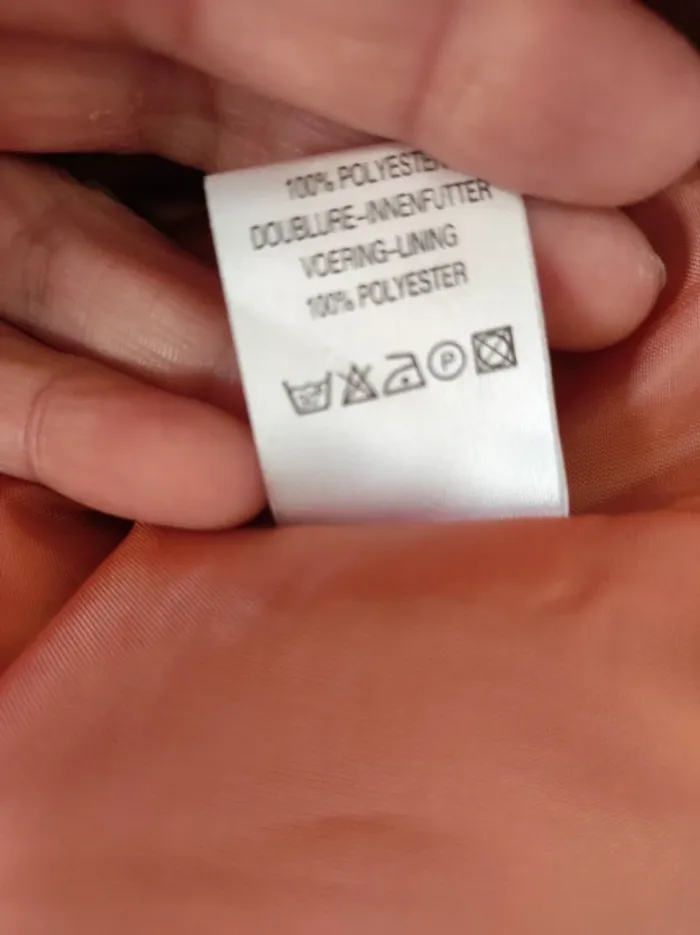 100% POLYESTER
DOUBLURE-INNENFUTTER
VOERING-LINING
100% POLYESTER
P